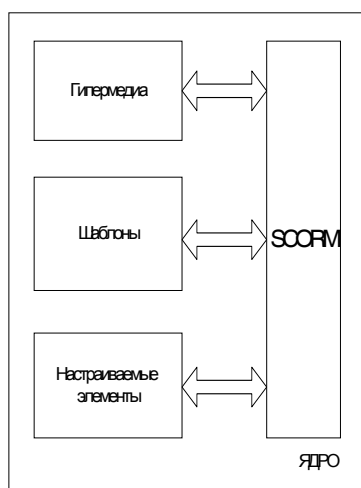 Гипермедиа
Шаблоны
SCORM
Настраиваемые
элементы
ЯДРО